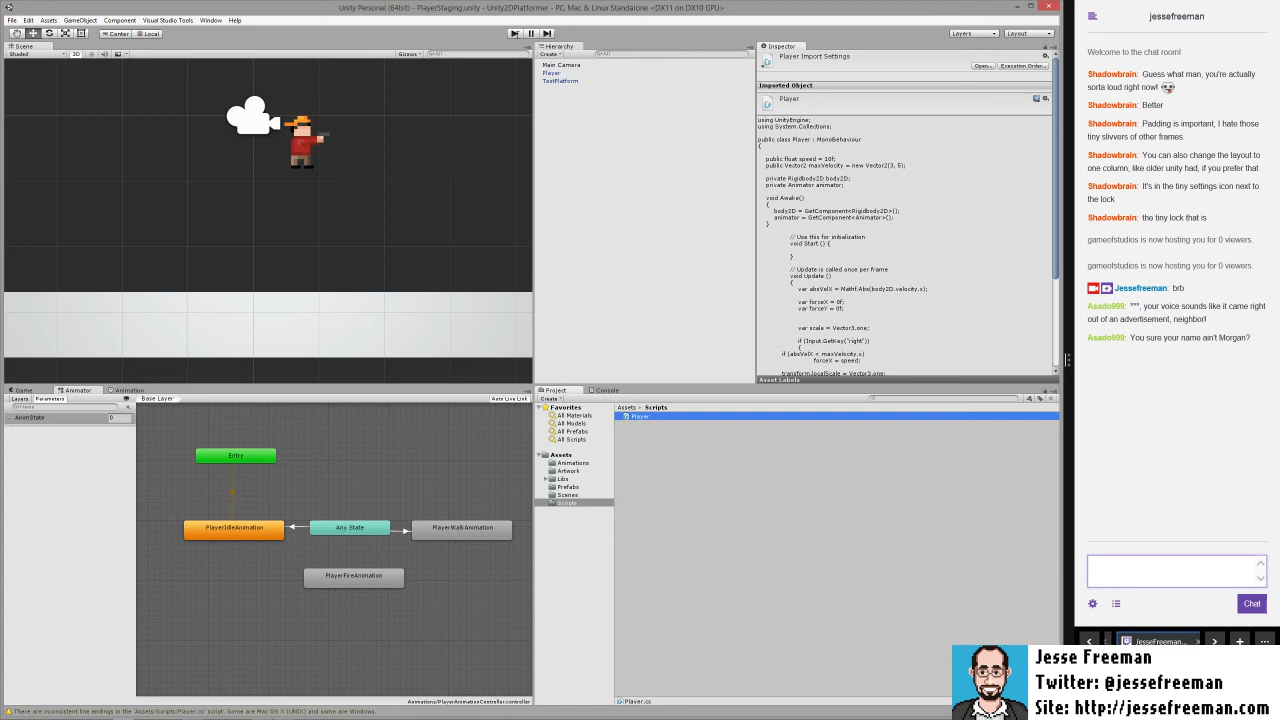 Unity Personal (64bit) - PlayerStaging.unity - Unity2DPlatformer - PC, Mac & Linux Standalone <DX11 on DX10 GPU>
File Edit Assets GameObject Component Visual Studio Tools Window Help
Center Local Layers Layout
Scene
Shaded 2D Gizmos All
Hierarchy
Create All
Main Camera
Player
TestPlatform
Inspector
Player Import Settings
Open... Execution Order...
Imported Object
Player
using UnityEngine;
using System.Collections;
public class Player : MonoBehaviour
{
public float speed = 10f;
public Vector2 maxVelocity = new Vector2(3, 5);
private Rigidbody2D body2D;
private Animator animator;
void Awake()
{
body2D = GetComponent<Rigidbody2D>();
animator = GetComponent<Animator>();
}
// Use this for initialization
void Start () {
}
// Update is called once per frame
void Update ()
{
var absVelX = Mathf.Abs(body2D.velocity.x);
var forceX = 0f;
var forceY = 0f;
var scale = Vector3.one;
if (Input.GetKey("right"))
{
if (absVelX < maxVelocity.x)
forceX = speed;
transform.localScale = Vector3.one;
Asset Labels
Game Animator Animation
Layers Parameters Base Layer Auto Live Link
Name
AnimState 0
Entry
PlayerIdleAnimation
Any State
PlayerWalkAnimation
PlayerFireAnimation
Animations/PlayerAnimationController.controller
Project Console
Create
Favorites
All Materials
All Models
All Prefabs
All Scripts
Assets
Animations
Artwork
Libs
Prefabs
Scenes
Scripts
Assets Scripts
Player
Player.cs
There are inconsistent line endings in the 'Assets/Scripts/Player.cs' script. Some are Mac OS X (UNIX) and some are Windows.
jessefreeman
Welcome to the chat room!
Shadowbrain: Guess what man, you're actually
sorta loud right now!
Shadowbrain: Better
Shadowbrain: Padding is important, I hate those
tiny slivvers of other frames.
Shadowbrain: You can also change the layout to
one column, like older unity had, if you prefer that
Shadowbrain: It's in the tiny settings icon next to
the lock
Shadowbrain: the tiny lock that is
gameofstudios is now hosting you for 0 viewers.
gameofstudios is now hosting you for 0 viewers.
Jessefreeman: brb
Asado999: ***, your voice sounds like it came right
out of an advertisement, neighbor!
Asado999: You sure your name ain't Morgan?
Chat
JesseFreeman...
Jesse Freeman
Twitter: @jessefreeman
Site: http://jessefreeman.com